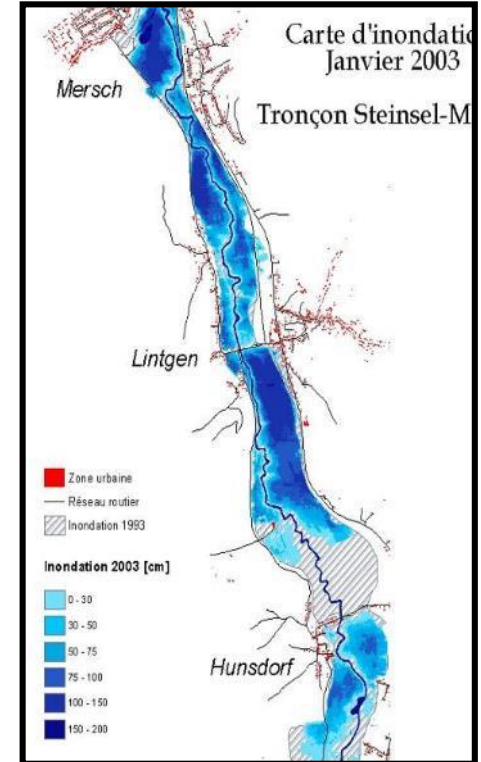 Carte d'inondatio
Janvier 2003
Tronçon Steinsel-M
Mersch
Lintgen
Zone urbaine
Réseau routier
Inondation 1993
Inondation 2003 [cm]
0 - 30
30 - 50
50 - 75
75 - 100
100 - 150
150 - 200
Hunsdorf